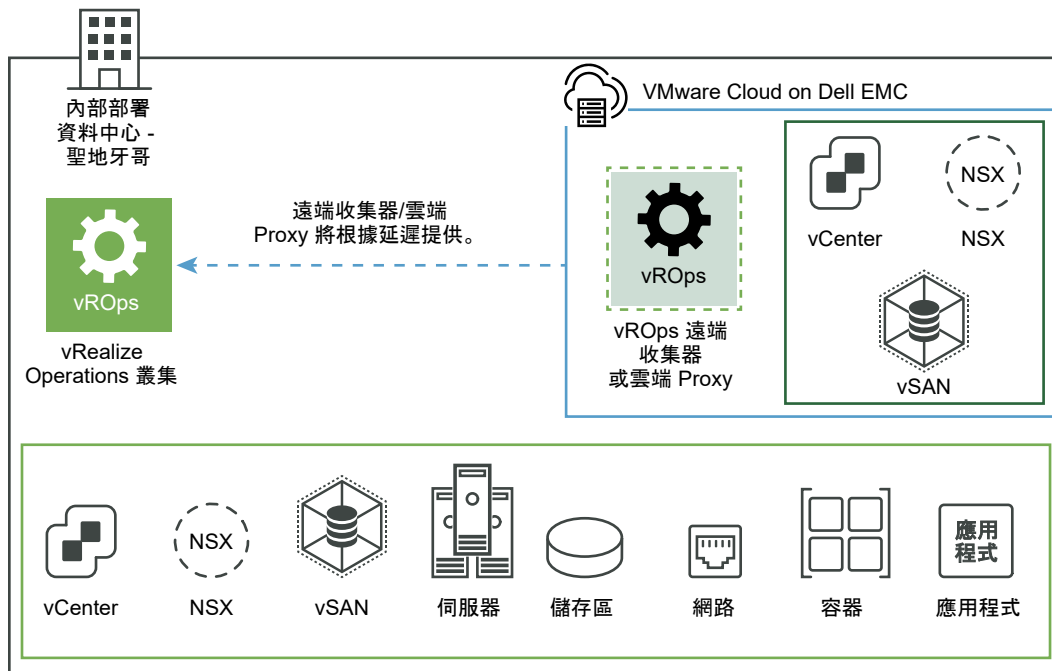 內部部署
資料中心 -
聖地牙哥
VMware Cloud on Dell EMC
vROps
vRealize
Operations 叢集
遠端收集器/雲端
Proxy 將根據延遲提供。
vROps
vROps 遠端
收集器
或雲端 Proxy
vCenter
NSX
NSX
vSAN
vCenter
NSX
NSX
vSAN
伺服器
儲存區
網路
容器
應用
程式
應用程式